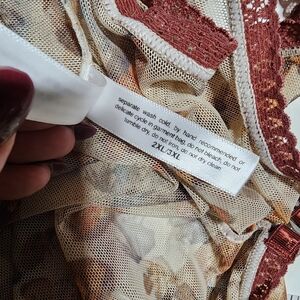 separate wash cold, by hand recommended or
delicate cycle in garment bag, do not bleach, do not
tumble dry, do not iron, do not dry clean
2XL/3XL